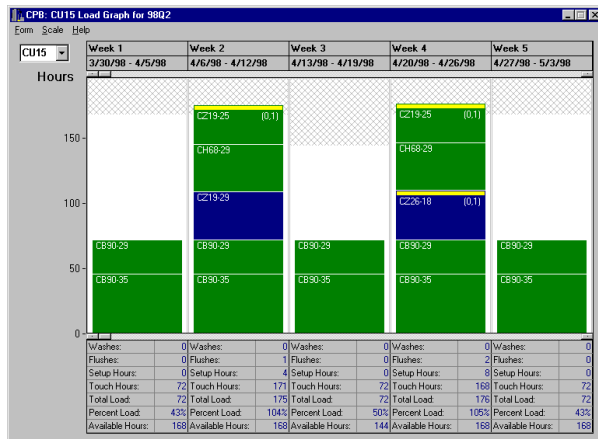 CPB: CU15 Load Graph for 98Q2
Form Scale Help
CU15 Week 1 Week 2 Week 3 Week 4 Week 5
3/30/98 - 4/5/98 4/6/98 - 4/12/98 4/13/98 - 4/19/98 4/20/98 - 4/26/98 4/27/98 - 5/3/98
Hours
CZ19-25 (0,1) CZ19-25 (0,1)
150
CH68-29 CH68-29
100 CZ19-29 CZ26-18 (0,1)
CB90-29 CB90-29 CB90-29 CB90-29 CB90-29
50
CB90-35 CB90-35 CB90-35 CB90-35 CB90-35
0
Washes: 0 Washes: 0 Washes: 0 Washes: 0 Washes: 0
Flushes: 0 Flushes: 1 Flushes: 0 Flushes: 2 Flushes: 0
Setup Hours: 0 Setup Hours: 4 Setup Hours: 0 Setup Hours: 8 Setup Hours: 0
Touch Hours: 72 Touch Hours: 171 Touch Hours: 72 Touch Hours: 168 Touch Hours: 72
Total Load: 72 Total Load: 175 Total Load: 72 Total Load: 176 Total Load: 72
Percent Load: 43% Percent Load: 104% Percent Load: 50% Percent Load: 105% Percent Load: 43%
Available Hours: 168 Available Hours: 168 Available Hours: 144 Available Hours: 168 Available Hours: 168